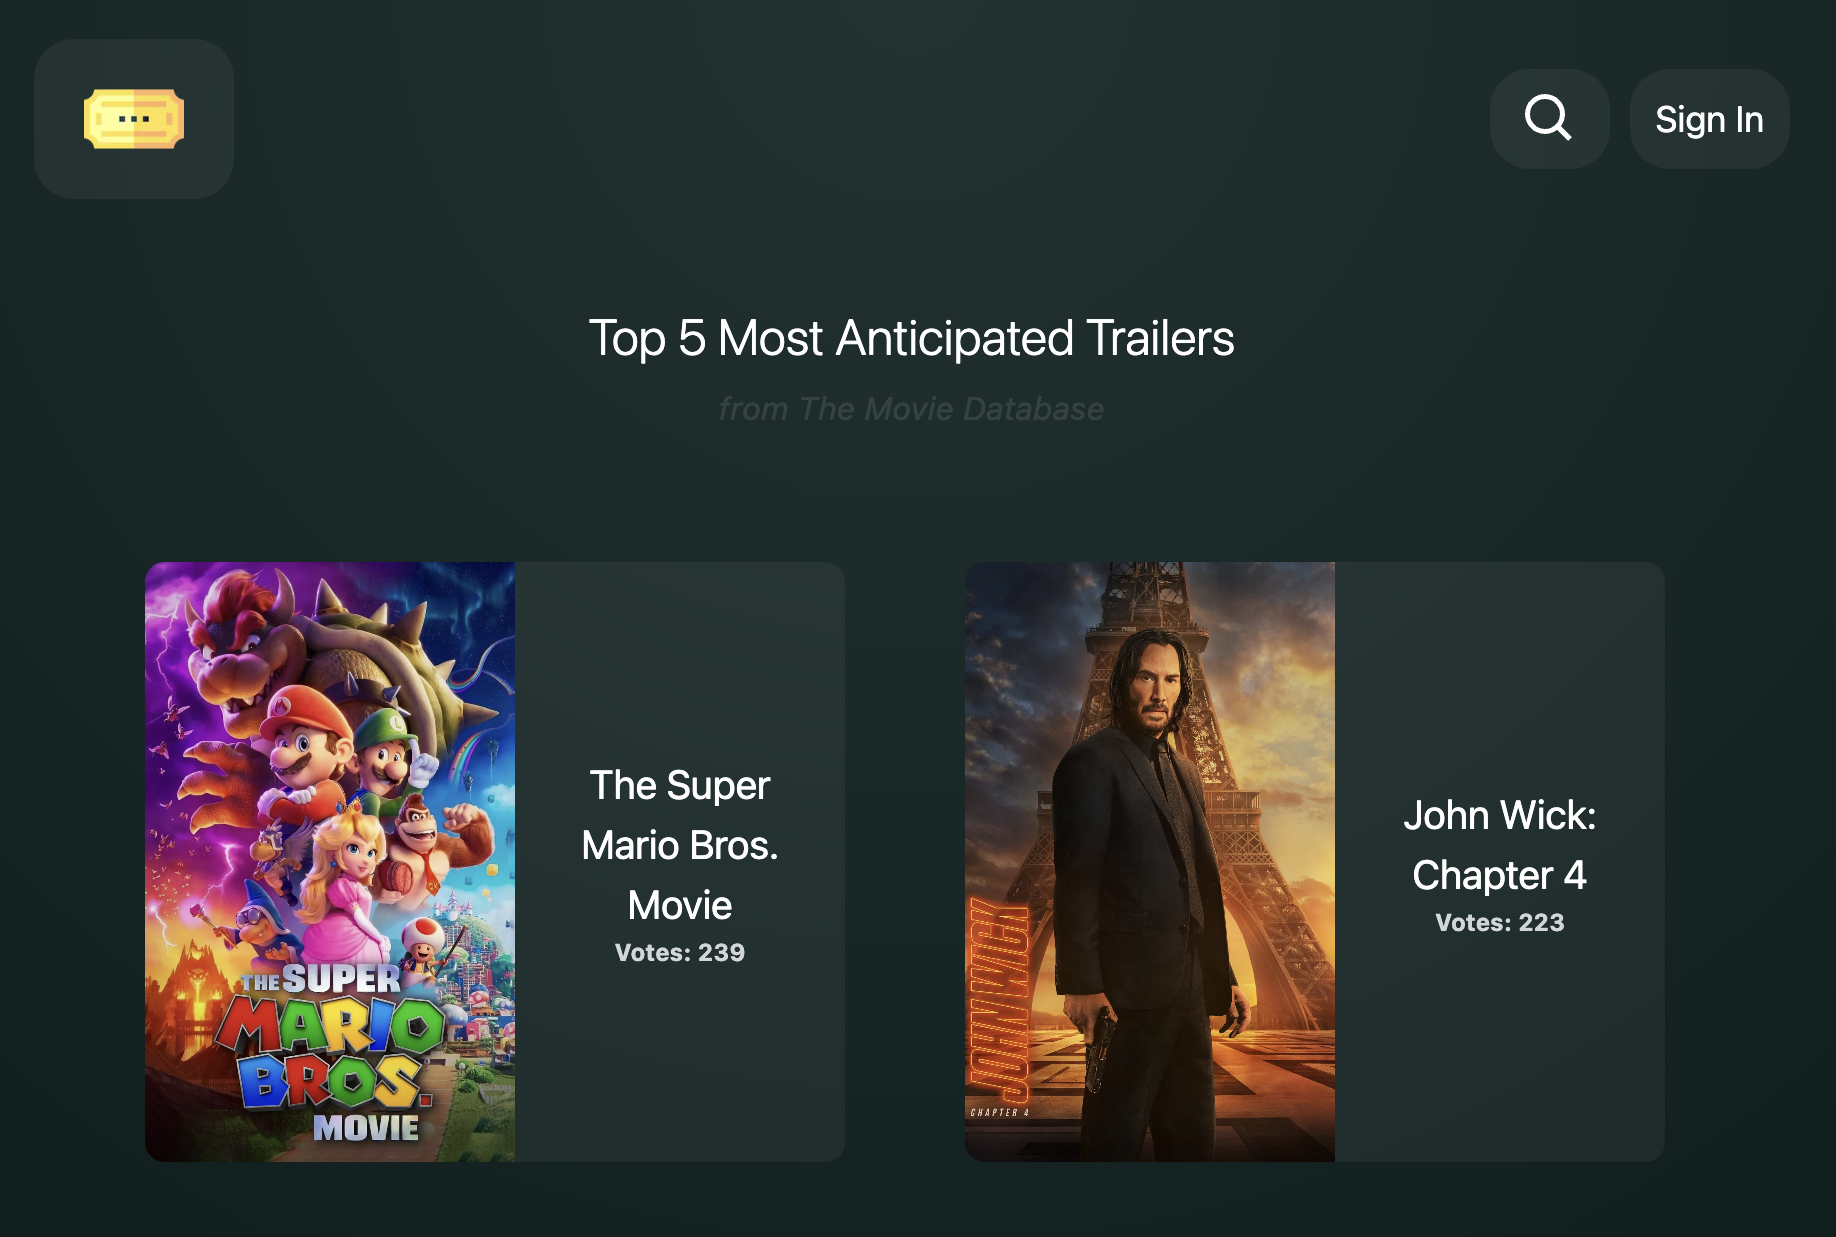 Sign In
Top 5 Most Anticipated Trailers
from The Movie Database
THE SUPER
MARIO
BROS.
MOVIE
The Super
Mario Bros.
Movie
Votes: 239
JOHN WICK
CHAPTER 4
John Wick:
Chapter 4
Votes: 223